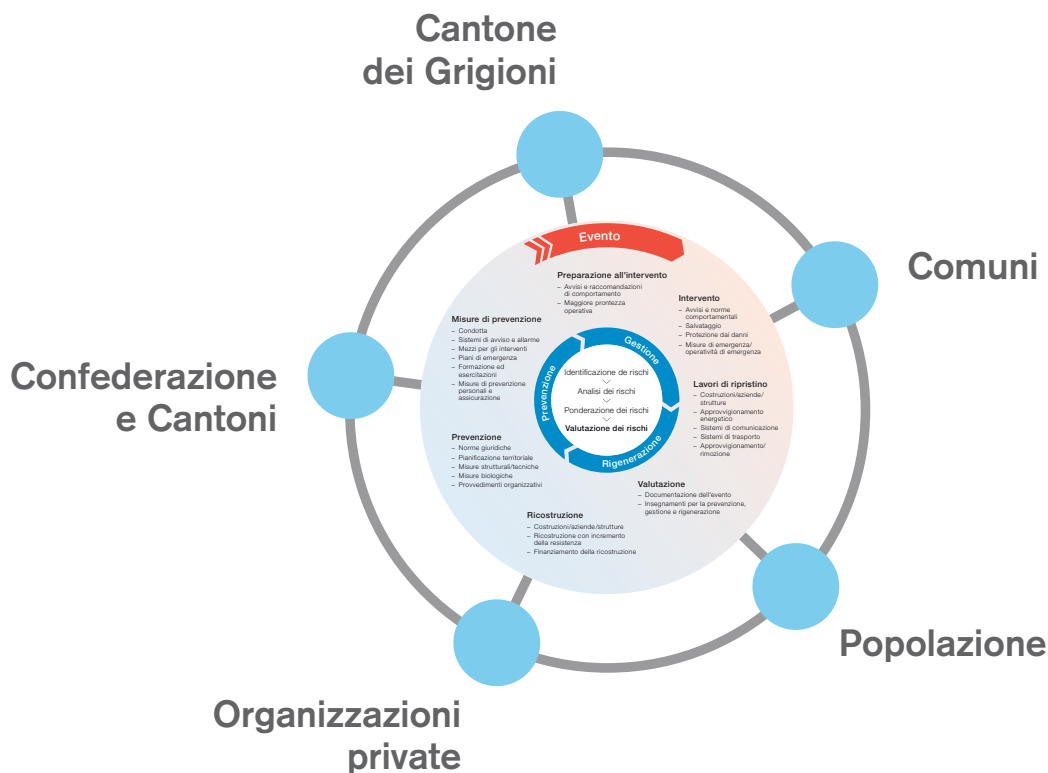 Cantone
dei Grigioni
Comuni
Popolazione
Organizzazioni
private
Confederazione
e Cantoni
Evento
Preparazione all'intervento
– Avvisi e raccomandazioni
di comportamento
– Maggiore prontezza
operativa
Intervento
– Avvisi e norme
comportamentali
– Salvataggio
– Protezione dai danni
– Misure di emergenza/
operatività di emergenza
Lavori di ripristino
– Costruzioni/aziende/
strutture
– Approvvigionamento
energetico
– Sistemi di comunicazione
– Sistemi di trasporto
– Approvvigionamento/
rimozione
Valutazione
– Documentazione dell'evento
– Insegnamenti per la prevenzione,
gestione e rigenerazione
Ricostruzione
– Costruzioni/aziende/strutture
– Ricostruzione con incremento
della resistenza
– Finanziamento della ricostruzione
Prevenzione
– Norme giuridiche
– Pianificazione territoriale
– Misure strutturali/tecniche
– Misure biologiche
– Provvedimenti organizzativi
Misure di prevenzione
– Condotta
– Sistemi di avviso e allarme
– Mezzi per gli interventi
– Piani di emergenza
– Formazione ed
esercitazioni
– Misure di prevenzione
personali e
assicurazione
Gestione
Rigenerazione
Prevenzione
Identificazione de rischi
Analisi dei rischi
Ponderazione dei rischi
Valutazione dei rischi